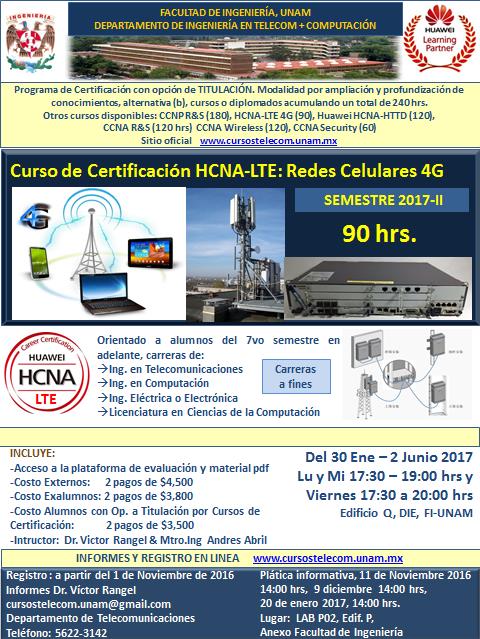 INGENIERIA
FACULTAD DE INGENIERÍA, UNAM
DEPARTAMENTO DE INGENIERÍA EN TELECOM + COMPUTACIÓN
HUAWEI
Learning
Partner
Programa de Certificación con opción de TITULACIÓN. Modalidad por ampliación y profundización de
conocimientos, alternativa (b), cursos o diplomados acumulando un total de 240 hrs.
Otros cursos disponibles: CCNP R&S (180), HCNA-LTE 4G (90), Huawei HCNA-HTTD (120),
CCNA R&S (120 hrs) CCNA Wireless (120), CCNA Security (60)
Sitio oficial www.cursostelecom.unam.mx
Curso de Certificación HCNA-LTE: Redes Celulares 4G
SEMESTRE 2017-II
90 hrs.
4G
Career Certification
HUAWEI
HCNA
LTE
Orientado a alumnos del 7vo semestre en
adelante, carreras de:
→Ing. en Telecomunicaciones
→Ing. en Computación
→Ing. Eléctrica o Electrónica
→Licenciatura en Ciencias de la Computación
Carreras
a fines
INCLUYE:
-Acceso a la plataforma de evaluación y material pdf
-Costo Externos: 2 pagos de $4,500
-Costo Exalumnos: 2 pagos de $3,800
-Costo Alumnos con Op. a Titulación por Cursos de
Certificación: 2 pagos de $3,500
-Intructor: Dr. Victor Rangel & Mtro.Ing Andres Abril
Del 30 Ene – 2 Junio 2017
Lu y Mi 17:30 – 19:00 hrs y
Viernes 17:30 a 20:00 hrs
Edificio Q, DIE, FI-UNAM
INFORMES Y REGISTRO EN LINEA www.cursostelecom.unam.mx
Registro : a partir del 1 de Noviembre de 2016
Informes Dr. Víctor Rangel
cursostelecom.unam@gmail.com
Departamento de Telecomunicaciones
Teléfono: 5622-3142
Plática informativa, 11 de Noviembre 2016
14:00 hrs, 9 diciembre 14:00 hrs,
20 de enero 2017, 14:00 hrs.
Lugar: LAB P02, Edif. P,
Anexo Facultad de Ingeniería